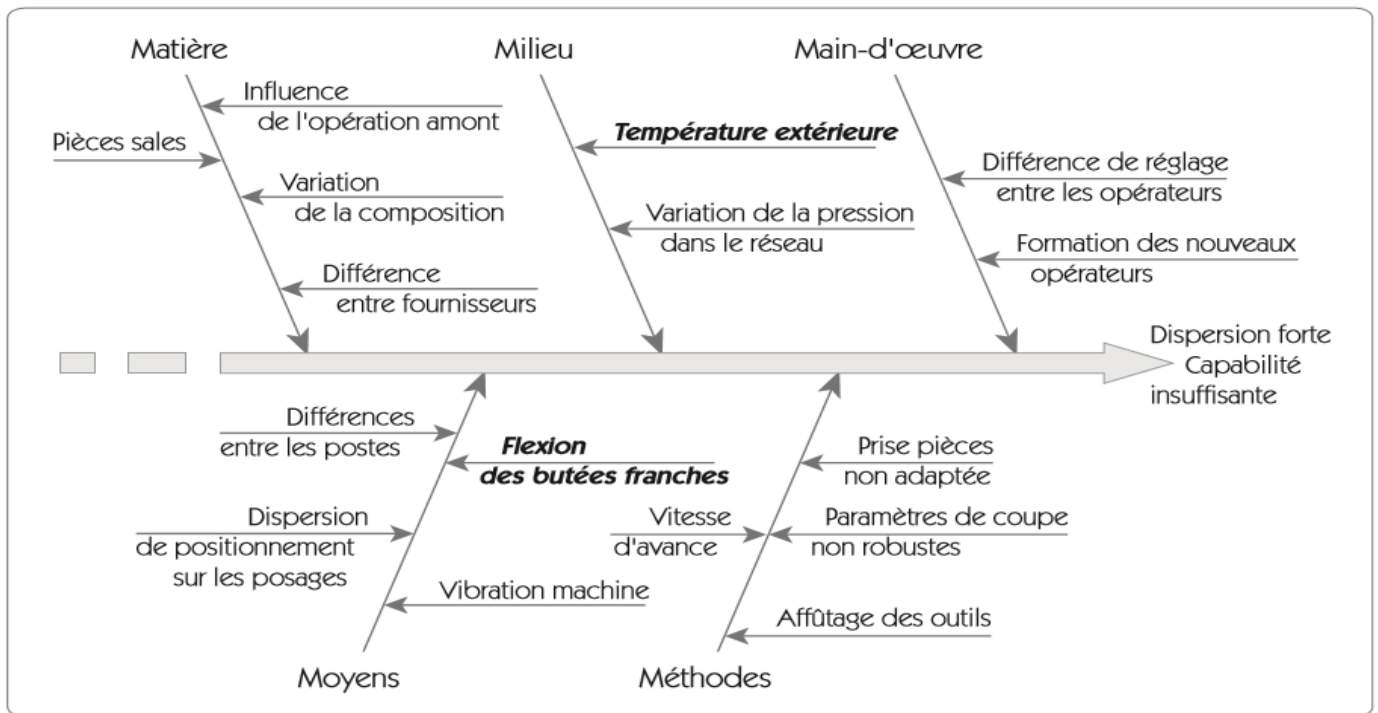 Matière
Milieu
Main-d'œuvre
Influence
de l'opération amont
Pièces sales
Variation
de la composition
Différence
entre fournisseurs
Température extérieure
Variation de la pression
dans le réseau
Différence de réglage
entre les opérateurs
Formation des nouveaux
opérateurs
Dispersion forte
Capabilité
insuffisante
Différences
entre les postes
Flexion
des butées franches
Dispersion
de positionnement
sur les posages
Vibration machine
Prise pièces
non adaptée
Vitesse
d'avance
Paramètres de coupe
non robustes
Affûtage des outils
Moyens
Méthodes